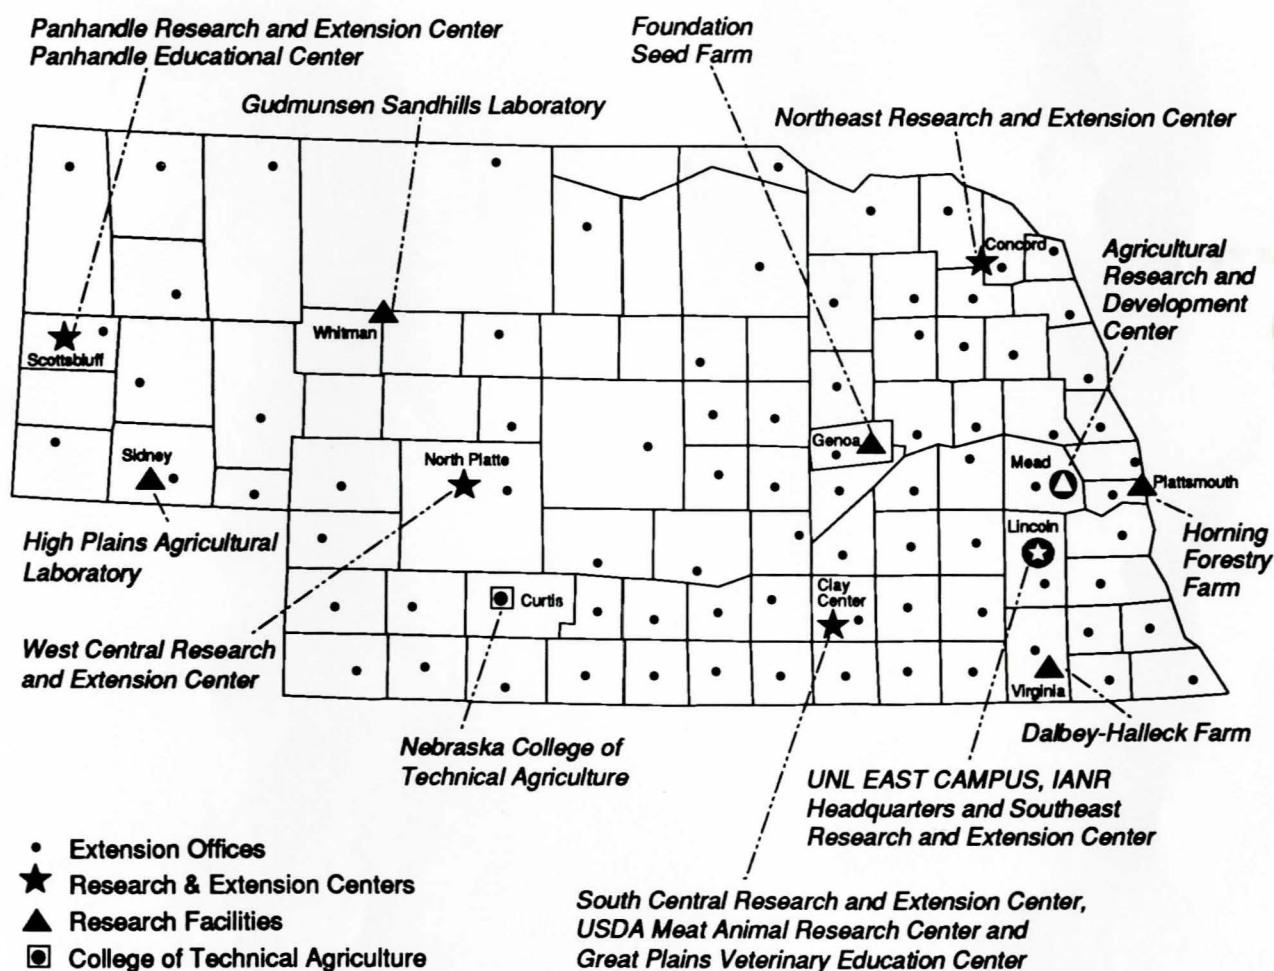 Panhandle Research and Extension Center
Panhandle Educational Center
Foundation
Seed Farm
Gudmunsen Sandhills Laboratory
Northeast Research and Extension Center
Concord
Agricultural
Research and
Development
Center
Whitman
Scottsbluff
Genoa
Sidney
North Platte
Mead
Plattsmouth
Lincoln
High Plains Agricultural
Laboratory
Horning
Forestry
Farm
Curtis
Clay
Center
West Central Research
and Extension Center
Virginia
Nebraska College of
Technical Agriculture
Dalbey-Halleck Farm
UNL EAST CAMPUS, IANR
Headquarters and Southeast
Research and Extension Center
Extension Offices
Research & Extension Centers
Research Facilities
College of Technical Agriculture
South Central Research and Extension Center,
USDA Meat Animal Research Center and
Great Plains Veterinary Education Center